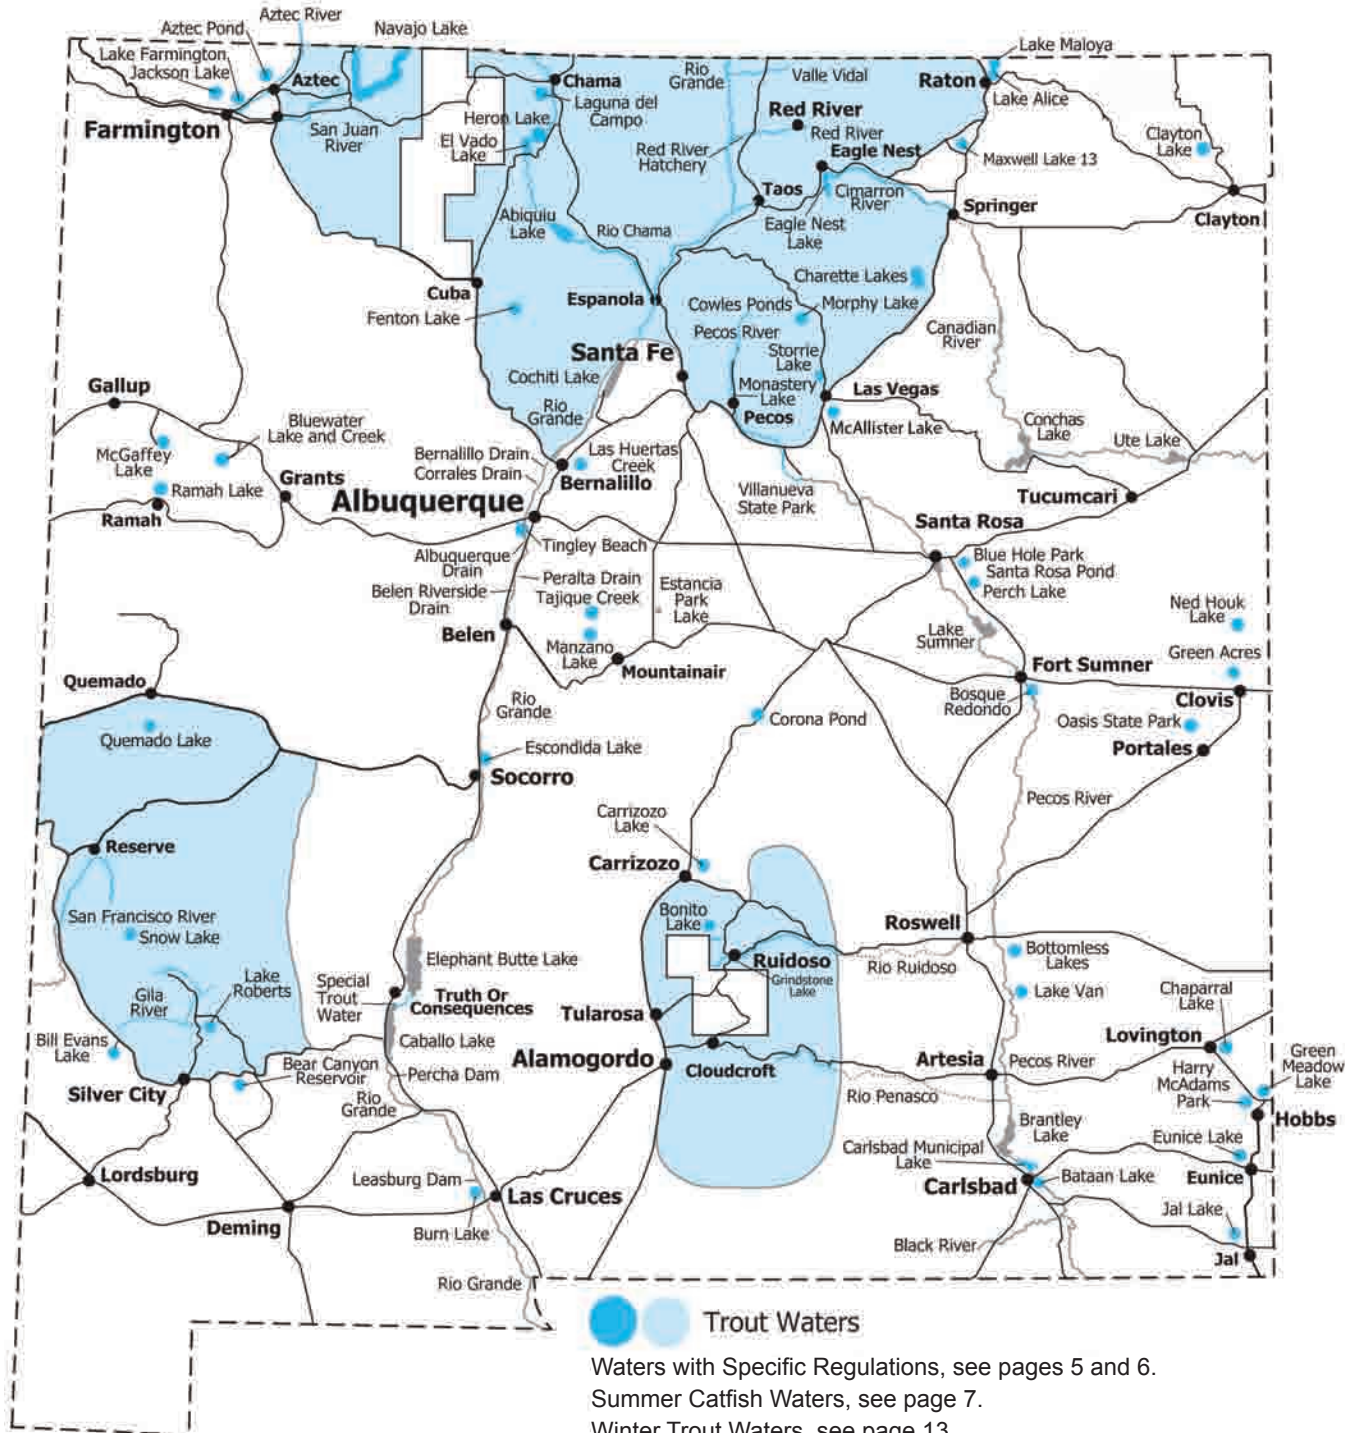 Aztec River
Aztec Pond
Navajo Lake
Lake Maloya
Lake Farmington
Jackson Lake
Aztec
Chama
Rio
Grande
Valle Vidal
Raton
Lake Alice
Laguna del
Campo
Farmington
San Juan
River
Heron Lake
El Vado
Lake
Red River
Red River
Red River
Hatchery
Eagle Nest
Maxwell Lake 13
Clayton
Lake
Taos
Cimarron
River
Springer
Clayton
Abiquiu
Lake
Rio Chama
Eagle Nest
Lake
Charette Lakes
Cuba
Espanola
Cowles Ponds
Morphy Lake
Fenton Lake
Pecos River
Canadian
River
Santa Fe
Storrie
Lake
Cochiti Lake
Monastery
Lake
Las Vegas
Gallup
Rio
Grande
Pecos
McAllister Lake
Bluewater
Lake and Creek
Conchas
Lake
Ute Lake
McGaffey
Lake
Bernalillo Drain
Corrales Drain
Las Huertas
Creek
Bernalillo
Grants
Ramah Lake
Ramah
Albuquerque
Villanueva
State Park
Tucumcari
Santa Rosa
Tingley Beach
Albuquerque
Drain
Blue Hole Park
Santa Rosa Pond
Perch Lake
Peralta Drain
Tajique Creek
Estancia
Park
Lake
Belen Riverside
Drain
Ned Houk
Lake
Belen
Lake
Sumner
Manzano
Lake
Mountainair
Green Acres
Fort Sumner
Quemado
Bosque
Redondo
Clovis
Rio
Grande
Corona Pond
Oasis State Park
Quemado Lake
Escondida Lake
Portales
Socorro
Pecos River
Carrizozo
Lake
Reserve
Carrizozo
San Francisco River
Snow Lake
Bonito
Lake
Roswell
Ruidoso
Rio Ruidoso
Bottomless
Lakes
Elephant Butte Lake
Grindstone
Lake
Lake
Roberts
Special
Trout
Water
Gila
River
Truth Or
Consequences
Lake Van
Chaparral
Lake
Tularosa
Bill Evans
Lake
Caballo Lake
Lovington
Alamogordo
Cloudcroft
Artesia
Pecos River
Green
Meadow
Lake
Silver City
Bear Canyon
Reservoir
Percha Dam
Rio
Grande
Rio Penasco
Harry
McAdams
Park
Hobbs
Brantley
Lake
Carlsbad Municipal
Lake
Eunice Lake
Lordsburg
Leasburg Dam
Las Cruces
Carlsbad
Bataan Lake
Eunice
Deming
Burn Lake
Jal Lake
Black River
Jal
Rio Grande
Trout Waters
Waters with Specific Regulations, see pages 5 and 6.
Summer Catfish Waters, see page 7.
Winter Trout Waters, see page 13